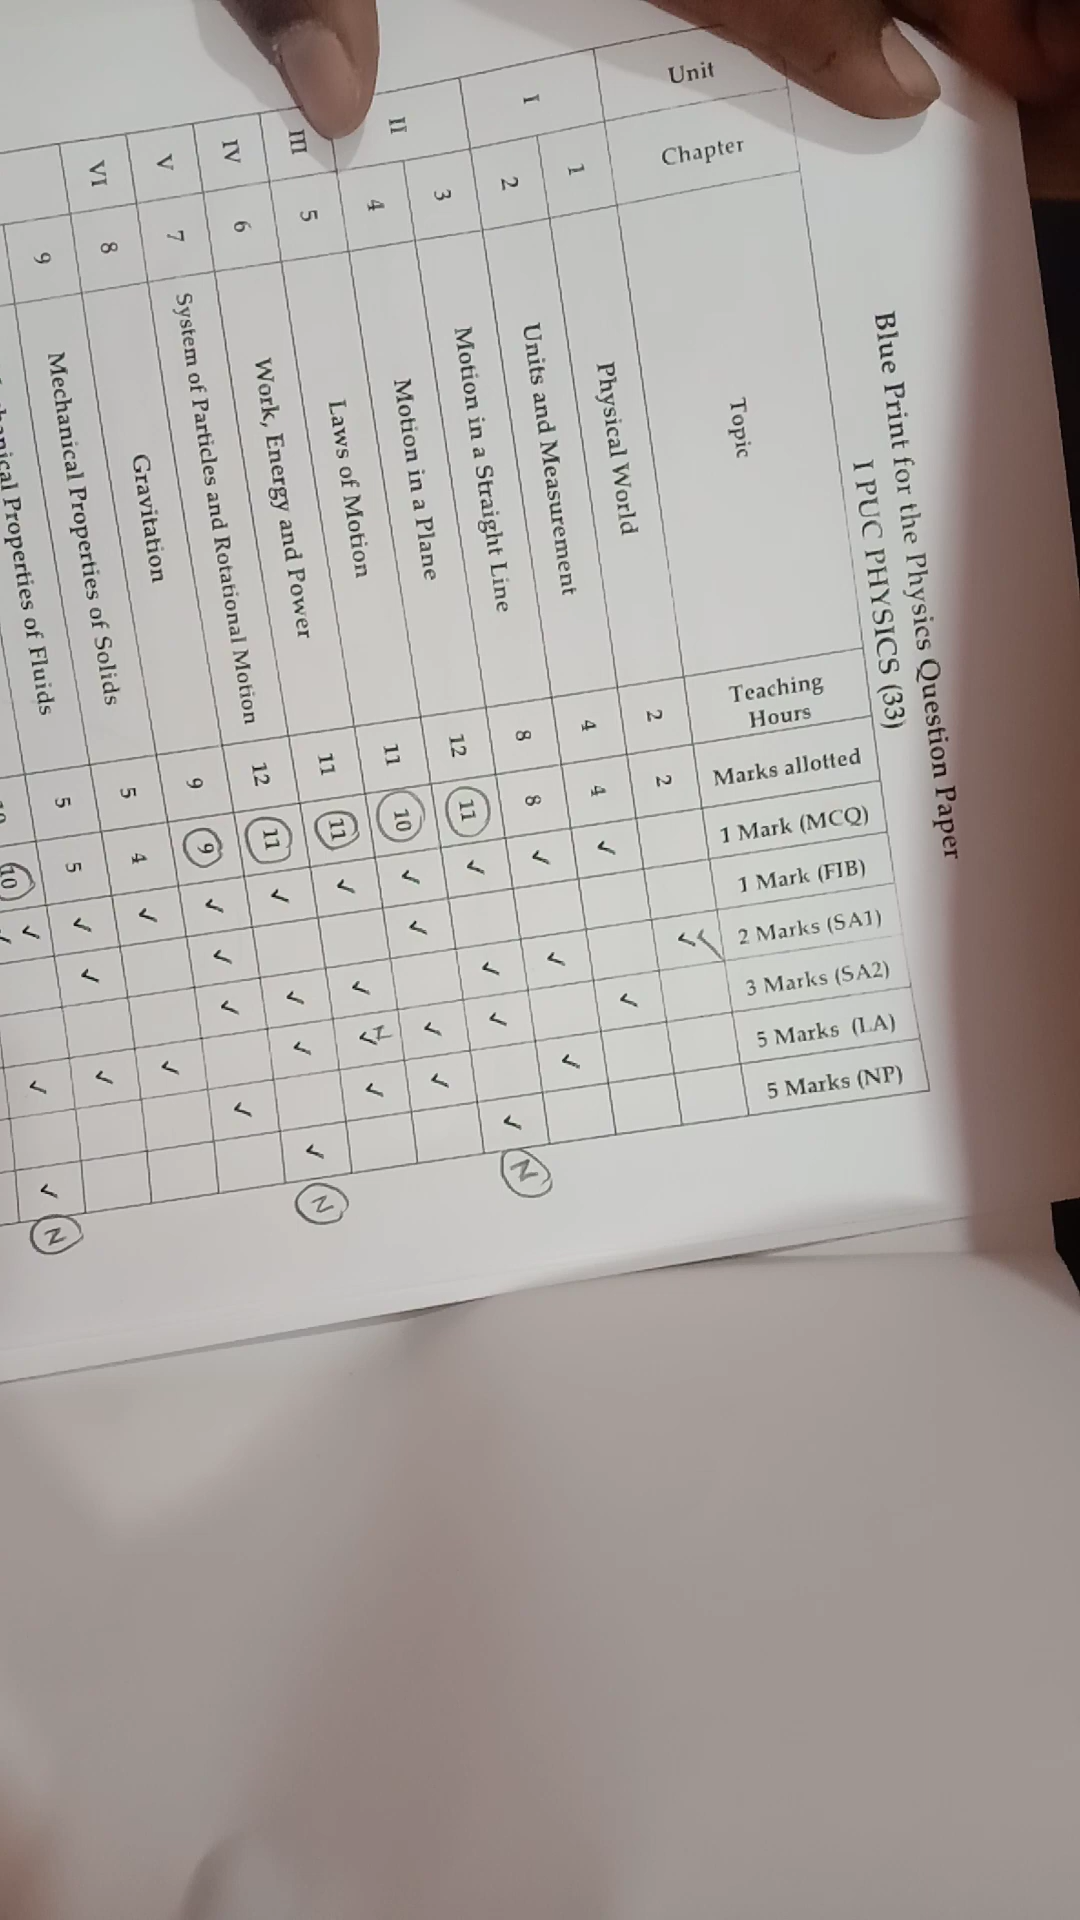 Blue Print for the Physics Question Paper
I PUC PHYSICS (33)
Unit Chapter Topic Teaching Hours Marks allotted 1 Mark (MCQ) 1 Mark (FIB) 2 Marks (SA1) 3 Marks (SA2) 5 Marks (LA) 5 Marks (NP)
I 1 Physical World 2 2 ✓
2 Units and Measurement 4 4 ✓ ✓
II 3 Motion in a Straight Line 8 8 ✓ ✓ ✓
4 Motion in a Plane 12 11 ✓ ✓ ✓ ✓ N
III 5 Laws of Motion 11 10 ✓ ✓ ✓ ✓
IV 6 Work, Energy and Power 11 11 ✓ ✓ ✓ ✓
V 7 System of Particles and Rotational Motion 12 11 ✓ ✓ ✓ ✓ N
VI 8 Gravitation 9 9 ✓ ✓ ✓ ✓
9 Mechanical Properties of Solids 5 4 ✓ ✓
Properties of Fluids 5 5 ✓ ✓ ✓
10 ✓ ✓ ✓ N